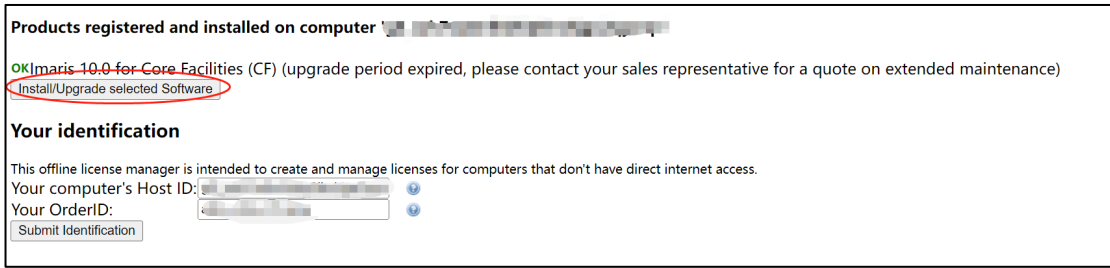 Products registered and installed on computer
OK Imaris 10.0 for Core Facilities (CF) (upgrade period expired, please contact your sales representative for a quote on extended maintenance)
Install/Upgrade selected Software
Your identification
This offline license manager is intended to create and manage licenses for computers that don't have direct internet access.
Your computer's Host ID:
Your OrderID:
Submit Identification